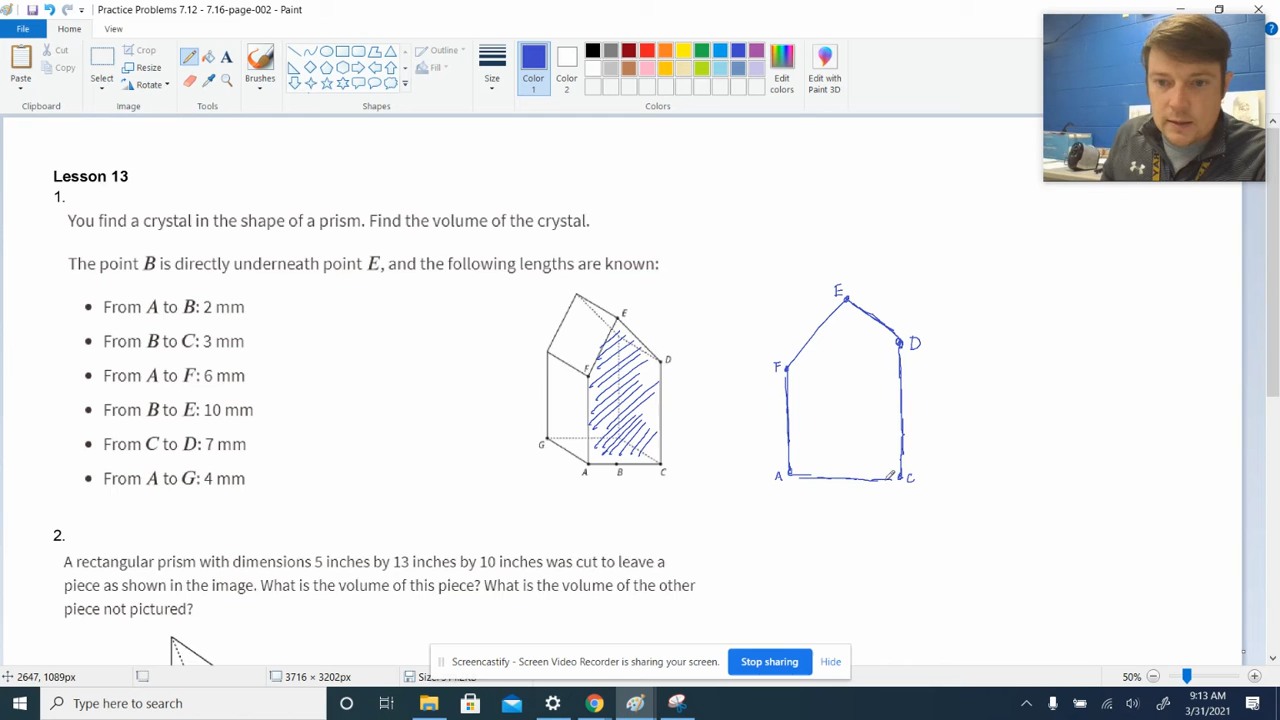 Practice Problems 7.12 - 7.16-page-002 - Paint
File Home View
Paste Cut Copy Clipboard
Select Crop Resize Rotate Image
Tools
Brushes
Shapes Outline Fill
Size
Color 1 Color 2 Edit colors Colors
Edit with Paint 3D
Lesson 13
1.
You find a crystal in the shape of a prism. Find the volume of the crystal.
The point B is directly underneath point E, and the following lengths are known:
• From A to B: 2 mm
• From B to C: 3 mm
• From A to F: 6 mm
• From B to E: 10 mm
• From C to D: 7 mm
• From A to G: 4 mm
E
D
F
G
A B C
E
D
F
A C
2.
A rectangular prism with dimensions 5 inches by 13 inches by 10 inches was cut to leave a
piece as shown in the image. What is the volume of this piece? What is the volume of the other
piece not pictured?
Screencastify - Screen Video Recorder is sharing your screen. Stop sharing Hide
2647, 1089px 3716 × 3202px 50%
Type here to search
9:13 AM
3/31/2021